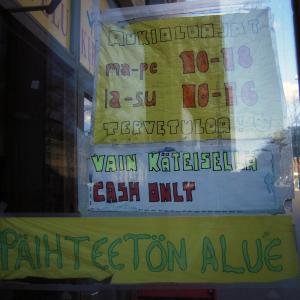 AUKIOLOAJAT
ma-pe 10-18
la-su 10-16
TERVETULOA!
VAIN KÄTEISELLÄ
CASH ONLY
PÄIHTEETÖN ALUE